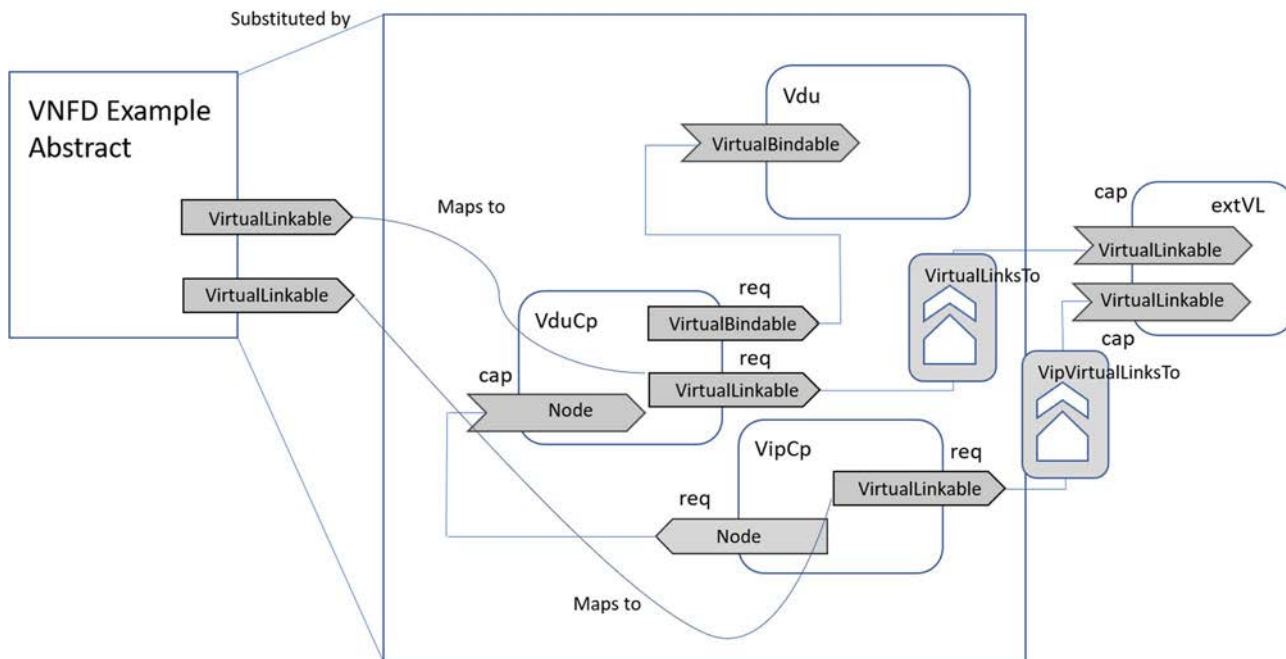 Substituted by
VNFD Example
Abstract
Vdu
VirtualBindable
cap
extVL
VirtualLinkable
Maps to
VirtualLinkable
VirtualLinksTo
VirtualLinkable
VirtualLinkable
req
VduCp
VirtualBindable
req
cap
VipVirtualLinksTo
cap
VirtualLinkable
Node
VipCp
req
VirtualLinkable
req
Node
Maps to